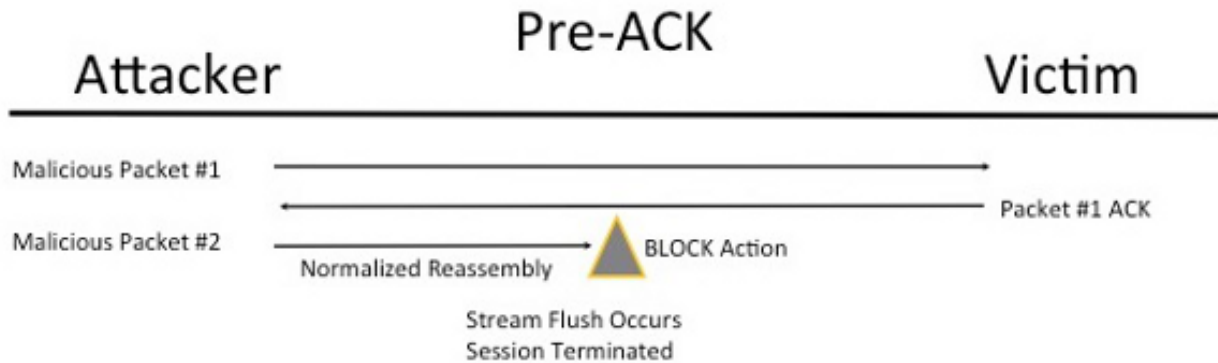 Pre-ACK
Attacker
Victim
Malicious Packet #1
Packet #1 ACK
Malicious Packet #2
BLOCK Action
Normalized Reassembly
Stream Flush Occurs
Session Terminated